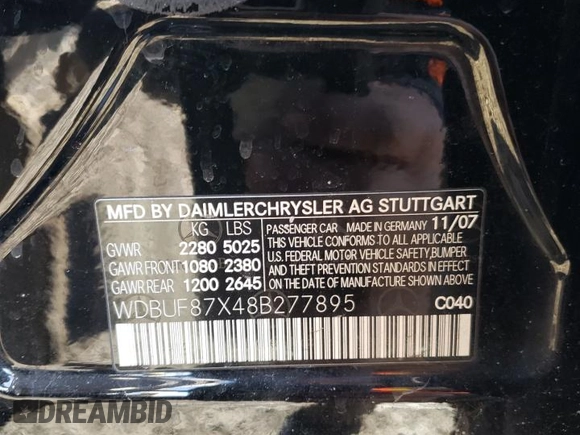 MFD BY DAIMLERCHRYSLER AG STUTTGART
KG LBS
GVWR 2280 5025
GAWR FRONT 1080 2380
GAWR REAR 1200 2645
PASSENGER CAR MADE IN GERMANY 11/07
THIS VEHICLE CONFORMS TO ALL APPLICABLE
U.S. FEDERAL MOTOR VEHICLE SAFETY,BUMPER
AND THEFT PREVENTION STANDARDS IN EFFECT
ON THE DATE OF MANUFACTURE SHOWN ABOVE.
WDBUF87X48B277895 C040
DREAMBID